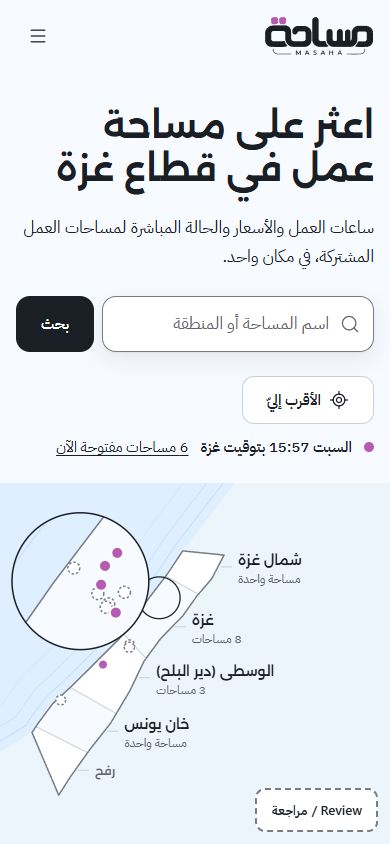 مساحة
MASAHA
اعثر على مساحة
عمل في قطاع غزة
ساعات العمل والأسعار والحالة المباشرة لمساحات العمل
المشتركة، في مكان واحد.
اسم المساحة أو المنطقة
بحث
الأقرب إليّ
السبت 15:57 بتوقيت غزة
6 مساحات مفتوحة الآن
شمال غزة
مساحة واحدة
غزة
8 مساحات
الوسطى (دير البلح)
3 مساحات
خان يونس
مساحة واحدة
رفح
Review / مراجعة